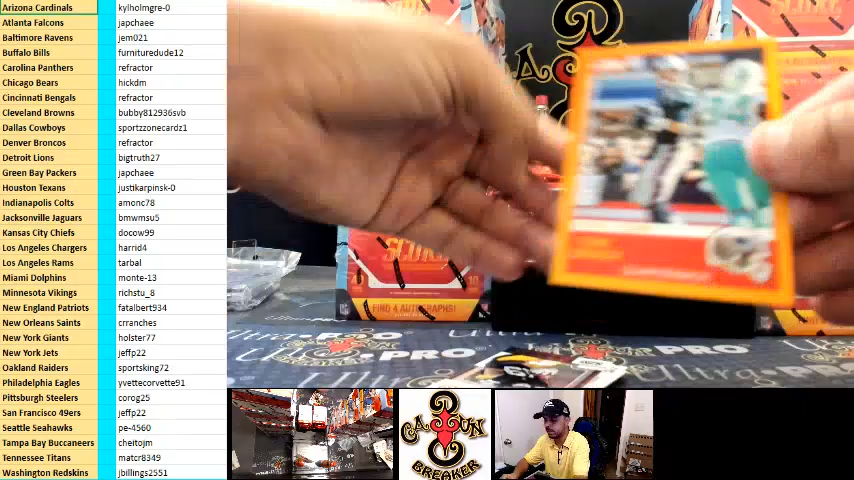 Arizona Cardinals kylholmgre-0
Atlanta Falcons japchaee
Baltimore Ravens jem021
Buffalo Bills furnituredude12
Carolina Panthers refractor
Chicago Bears hickdm
Cincinnati Bengals refractor
Cleveland Browns bubby812936svb
Dallas Cowboys sportzzonecardz1
Denver Broncos refractor
Detroit Lions bigtruth27
Green Bay Packers japchaee
Houston Texans justkarpinsk-0
Indianapolis Colts amonc78
Jacksonville Jaguars bmwmsu5
Kansas City Chiefs docow99
Los Angeles Chargers harrid4
Los Angeles Rams tarbal
Miami Dolphins monte-13
Minnesota Vikings richstu_8
New England Patriots fatalbert934
New Orleans Saints crranches
New York Giants holster77
New York Jets jeffp22
Oakland Raiders sportsking72
Philadelphia Eagles yvettecorvette91
Pittsburgh Steelers corog25
San Francisco 49ers jeffp22
Seattle Seahawks pe-4560
Tampa Bay Buccaneers cheitojm
Tennessee Titans matcr8349
Washington Redskins jbillings2551
SCORE
FIND 4 AUTOGRAPHS!
Ultra PRO
CAJUN
BREAKER